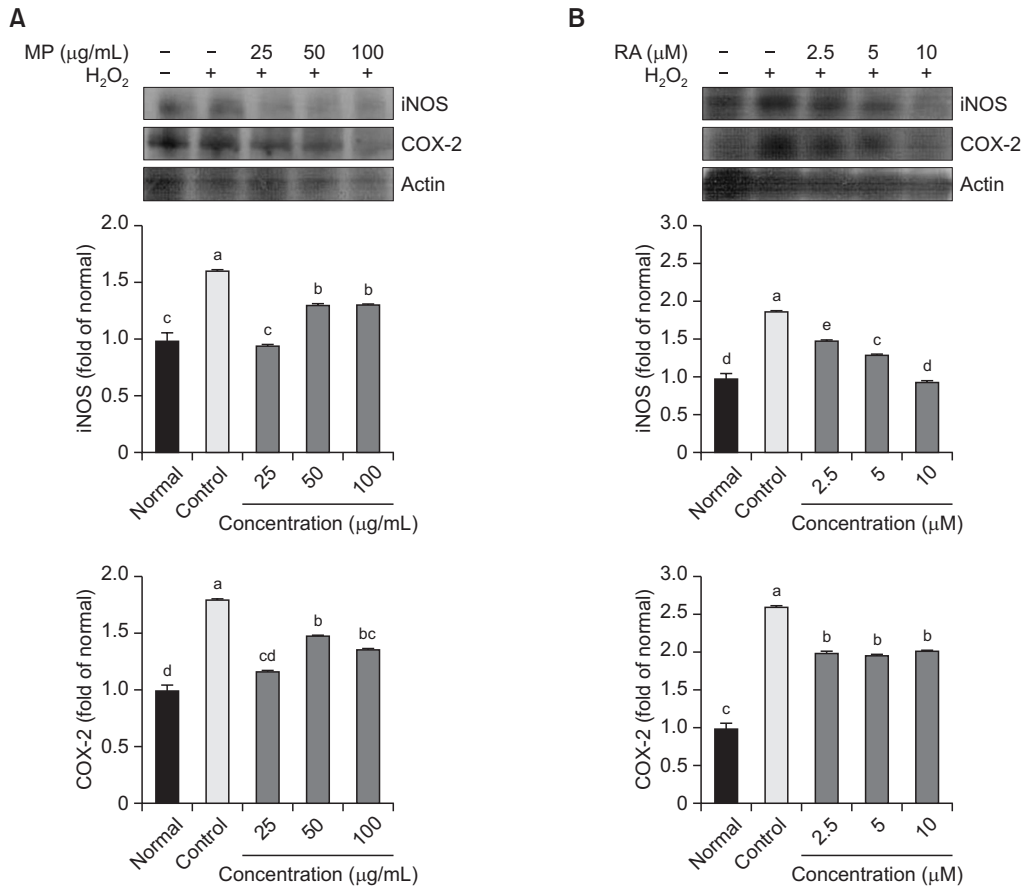 A
MP (μg/mL) – – 25 50 100
H₂O₂ – + + + +
iNOS
COX-2
Actin
2.0
1.5
1.0
0.5
0
iNOS (fold of normal)
c a c b b
Normal Control 25 50 100
Concentration (μg/mL)
2.0
1.5
1.0
0.5
0
COX-2 (fold of normal)
d a cd b bc
Normal Control 25 50 100
Concentration (μg/mL)
B
RA (μM) – – 2.5 5 10
H₂O₂ – + + + +
iNOS
COX-2
Actin
3.0
2.5
2.0
1.5
1.0
0.5
0
iNOS (fold of normal)
d a e c d
Normal Control 2.5 5 10
Concentration (μM)
3.0
2.5
2.0
1.5
1.0
0.5
0
COX-2 (fold of normal)
c a b b b
Normal Control 2.5 5 10
Concentration (μM)